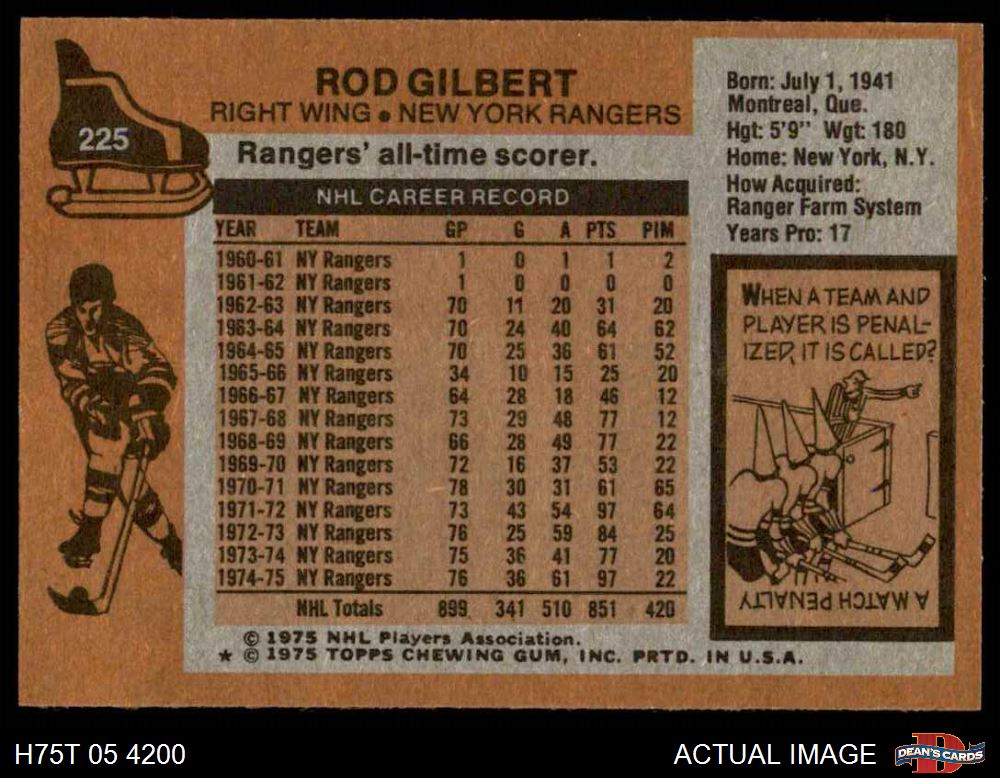 225
ROD GILBERT
RIGHT WING • NEW YORK RANGERS
Rangers' all-time scorer.
NHL CAREER RECORD
YEAR TEAM GP G A PTS PIM
1960-61 NY Rangers 1 0 1 1 2
1961-62 NY Rangers 1 0 0 0 0
1962-63 NY Rangers 70 11 20 31 20
1963-64 NY Rangers 70 24 40 64 62
1964-65 NY Rangers 70 25 36 61 52
1965-66 NY Rangers 34 10 15 25 20
1966-67 NY Rangers 64 28 18 46 12
1967-68 NY Rangers 73 29 48 77 12
1968-69 NY Rangers 66 28 49 77 22
1969-70 NY Rangers 72 16 37 53 22
1970-71 NY Rangers 78 30 31 61 65
1971-72 NY Rangers 73 43 54 97 64
1972-73 NY Rangers 76 25 59 84 25
1973-74 NY Rangers 75 36 41 77 20
1974-75 NY Rangers 76 36 61 97 22
NHL Totals 899 341 510 851 420
© 1975 NHL Players Association.
★ © 1975 TOPPS CHEWING GUM, INC. PRTD. IN U.S.A.
Born: July 1, 1941
Montreal, Que.
Hgt: 5'9" Wgt: 180
Home: New York, N.Y.
How Acquired:
Ranger Farm System
Years Pro: 17
WHEN A TEAM AND
PLAYER IS PENAL-
IZED, IT IS CALLED?
A MATCH PENALTY
H75T 05 4200
ACTUAL IMAGE
DEAN'S CARDS